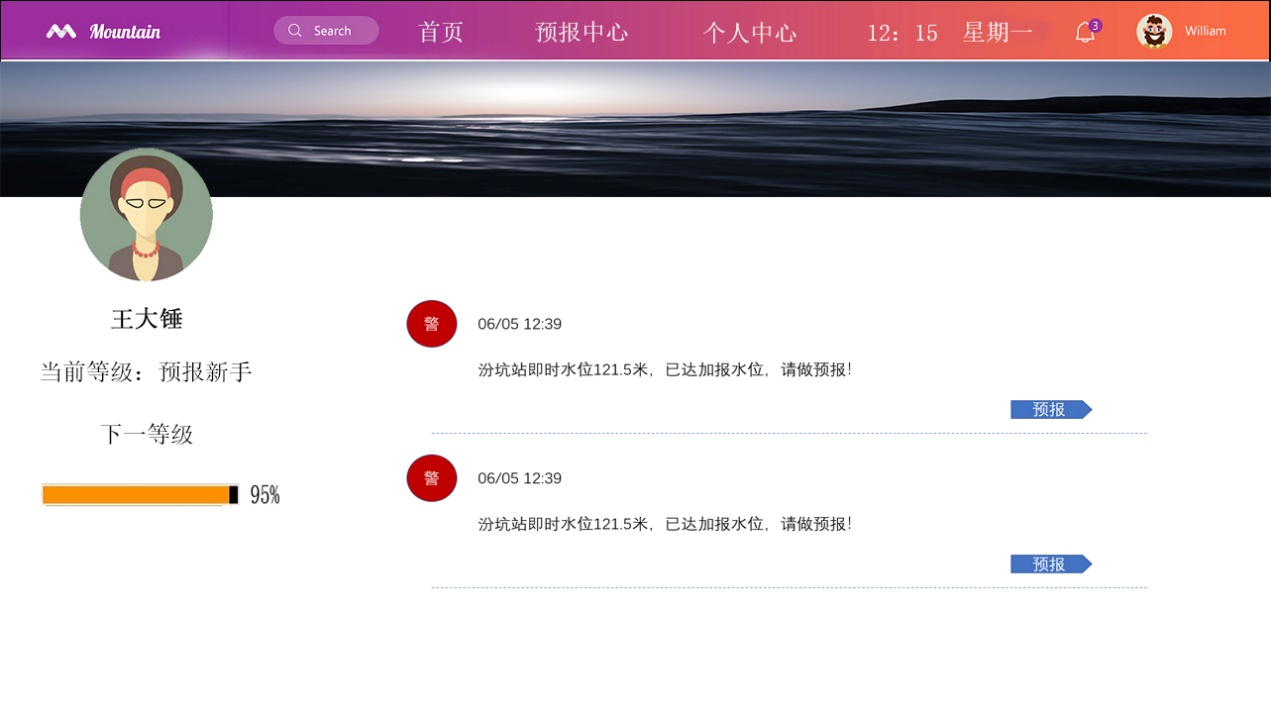 Mountain
Search
首页
预报中心
个人中心
12：15 星期一
3
William
王大锤
当前等级：预报新手
下一等级
95%
警
06/05 12:39
汾坑站即时水位121.5米，已达加报水位，请做预报！
预报
警
06/05 12:39
汾坑站即时水位121.5米，已达加报水位，请做预报！
预报